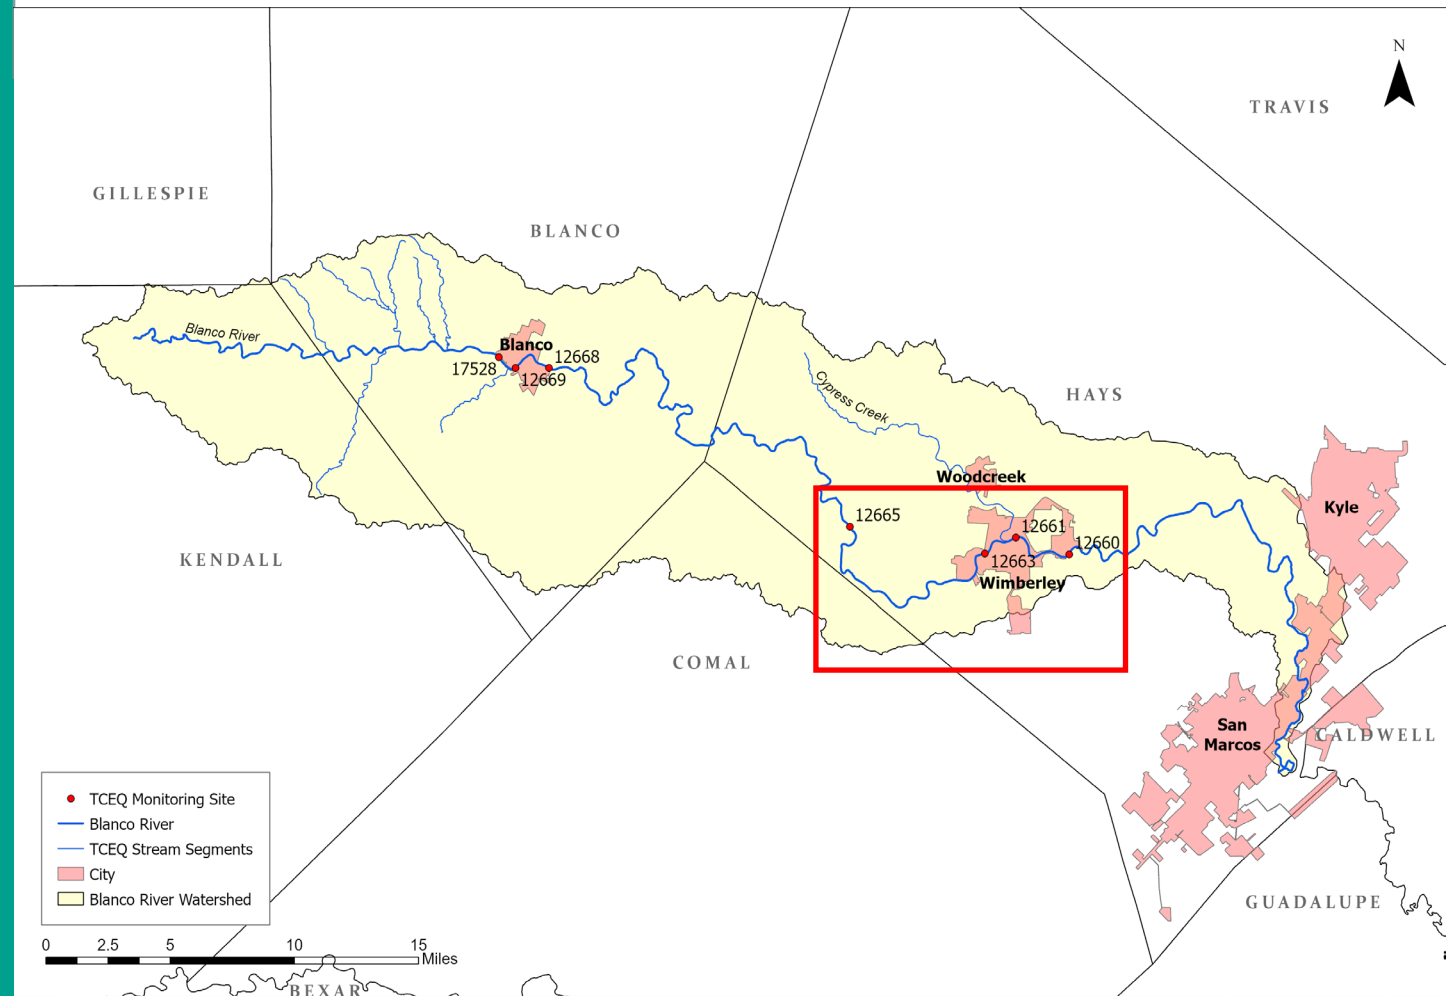 N
TRAVIS
GILLESPIE
BLANCO
Blanco River
Blanco
17528
12668
12669
HAYS
Cypress Creek
Woodcreek
Kyle
12665
12661
12660
12663
Wimberley
KENDALL
COMAL
San
Marcos
CALDWELL
GUADALUPE
TCEQ Monitoring Site
Blanco River
TCEQ Stream Segments
City
Blanco River Watershed
0 2.5 5 10 15
Miles
BEXAR